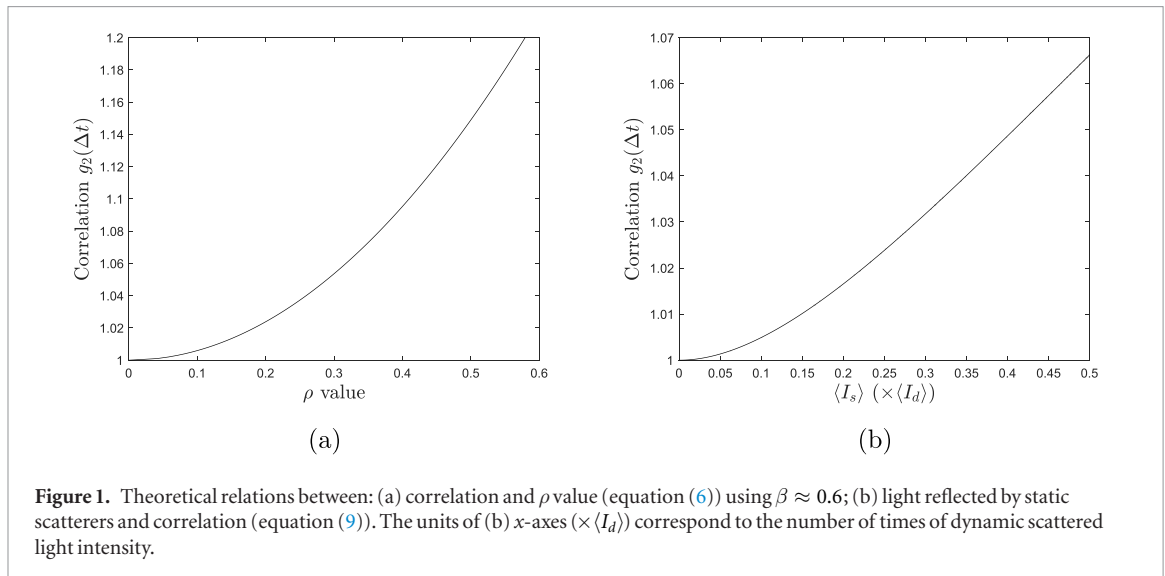 1.2
1.18
1.16
1.14
1.12
1.1
1.08
1.06
1.04
1.02
1
Correlation g₂(Δt)
0 0.1 0.2 0.3 0.4 0.5 0.6
ρ value
(a)
1.07
1.06
1.05
1.04
1.03
1.02
1.01
1
Correlation g₂(Δt)
0 0.05 0.1 0.15 0.2 0.25 0.3 0.35 0.4 0.45 0.5
⟨Iₛ⟩ (×⟨I_d⟩)
(b)
Figure 1. Theoretical relations between: (a) correlation and ρ value (equation (6)) using β ≈ 0.6; (b) light reflected by static
scatterers and correlation (equation (9)). The units of (b) x-axes (×⟨I_d⟩) correspond to the number of times of dynamic scattered
light intensity.